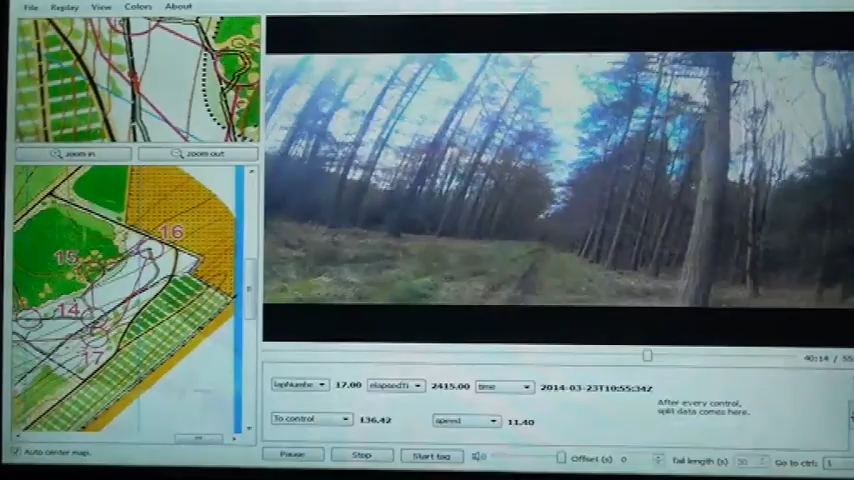 File Replay View Colors About
zoom in zoom out
16
15
14
17
40:14 / 55
lapNumbe 17.00 elapsedTi 2415.00 time 2014-03-23T10:55:34Z
After every control,
split data comes here.
To control 136.42 speed 11.40
Pause Stop Start tag Offset (s) 0 Tail length (s) 30 Go to ctrl: 1
Auto center map.